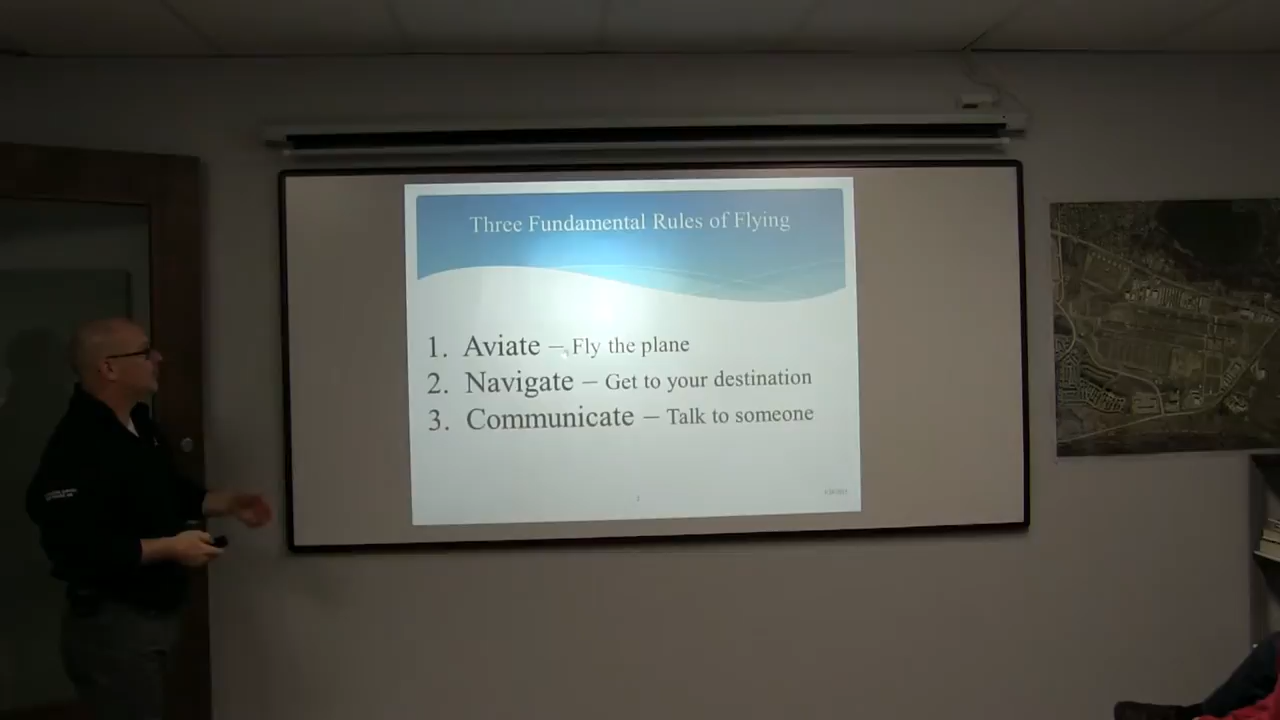 Three Fundamental Rules of Flying
1. Aviate – Fly the plane
2. Navigate – Get to your destination
3. Communicate – Talk to someone